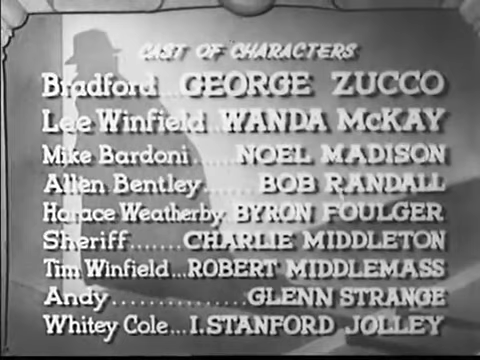 CAST OF CHARACTERS
Bradford...GEORGE ZUCCO
Lee Winfield..WANDA McKAY
Mike Bardoni......NOEL MADISON
Allen Bentley.......BOB RANDALL
Horace Weatherby..BYRON FOULGER
Sheriff.......CHARLIE MIDDLETON
Tim Winfield...ROBERT MIDDLEMASS
Andy...............GLENN STRANGE
Whitey Cole...I.STANFORD JOLLEY